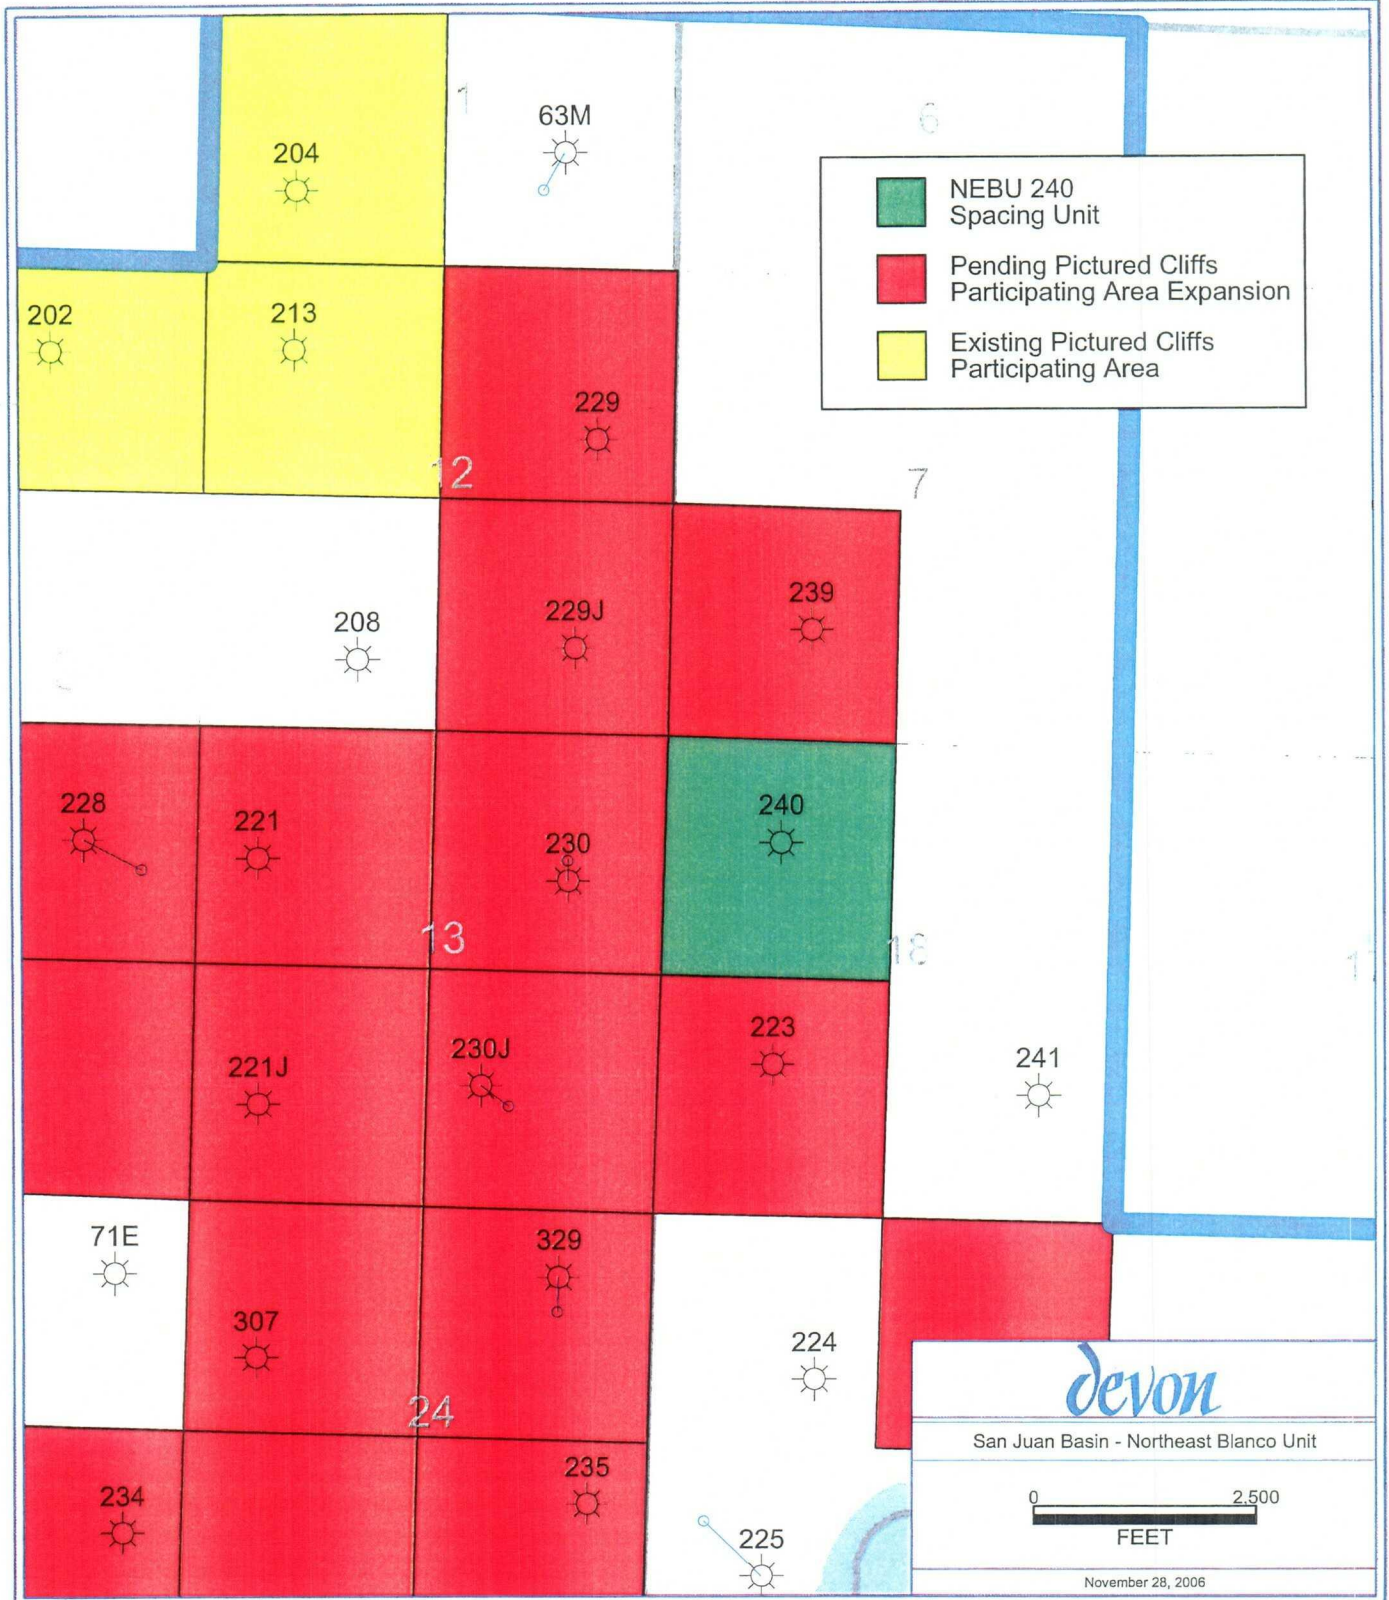 1
63M
6
204
NEBU 240
Spacing Unit
Pending Pictured Cliffs
Participating Area Expansion
Existing Pictured Cliffs
Participating Area
202
213
229
12
7
229J
239
208
228
221
230
240
13
18
221J
230J
223
241
71E
329
307
224
24
devon
San Juan Basin - Northeast Blanco Unit
234
235
0 2,500
FEET
225
November 28, 2006